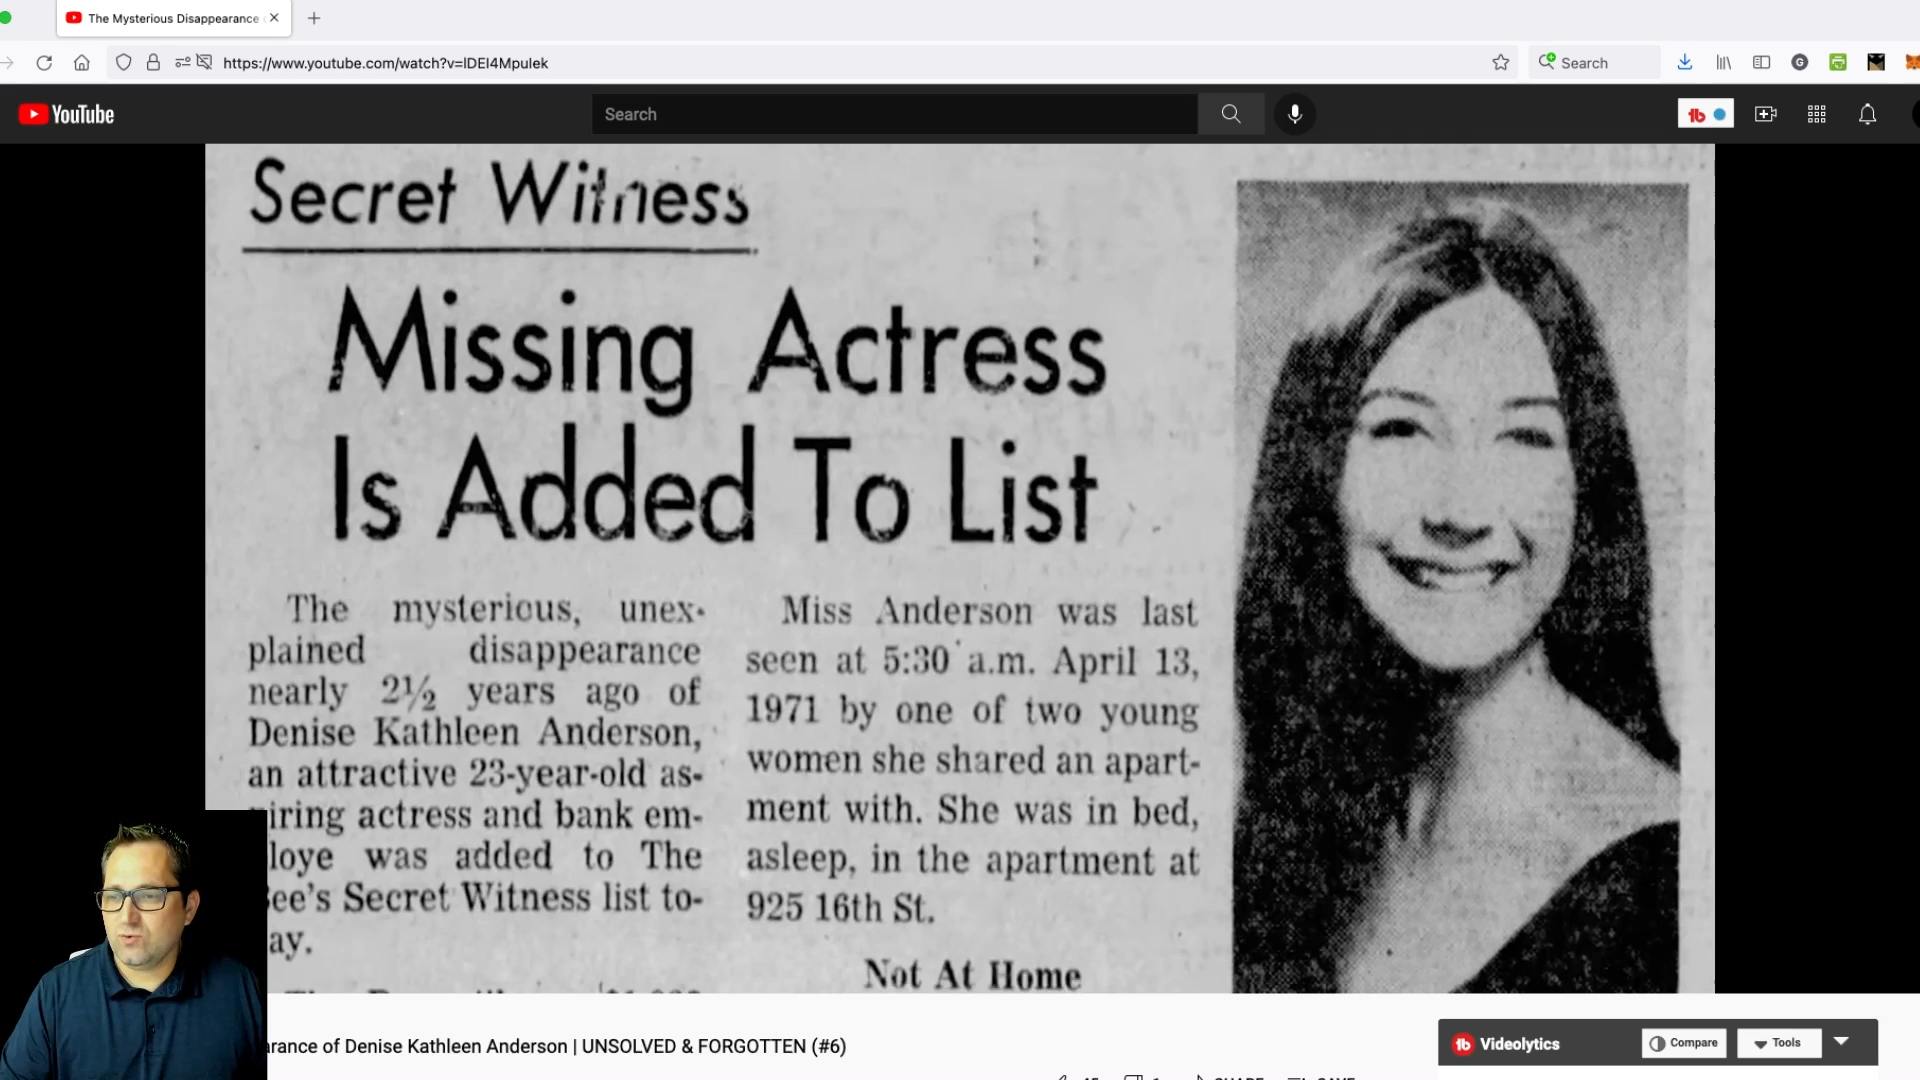 The Mysterious Disappearance
https://www.youtube.com/watch?v=lDEI4Mpulek
Search
YouTube
Search
Secret Witness
Missing Actress
Is Added To List
The mysterious, unex-
plained disappearance
nearly 2½ years ago of
Denise Kathleen Anderson,
an attractive 23-year-old as-
iring actress and bank em-
loye was added to The
ee's Secret Witness list to-
ay.
Miss Anderson was last
seen at 5:30 a.m. April 13,
1971 by one of two young
women she shared an apart-
ment with. She was in bed,
asleep, in the apartment at
925 16th St.
Not At Home
arance of Denise Kathleen Anderson | UNSOLVED & FORGOTTEN (#6)
Videolytics
Compare
Tools
SHARE
SAVE